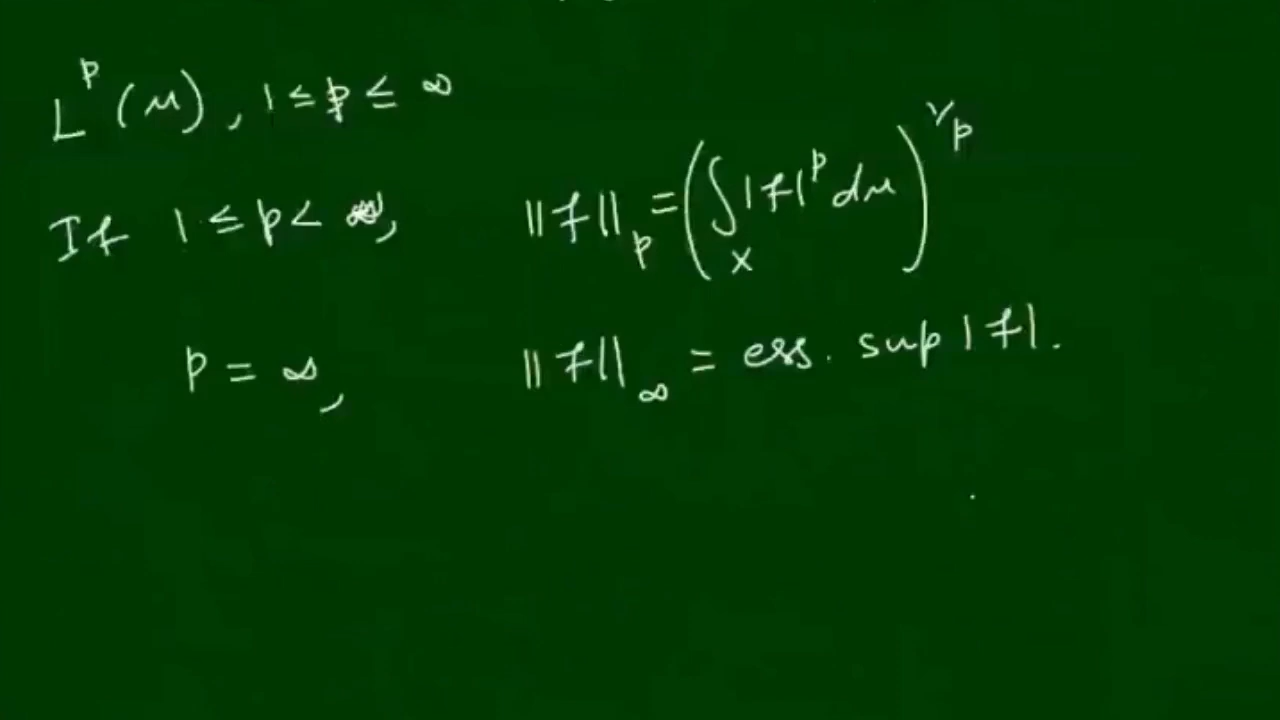 L^p(μ), 1 ≤ p ≤ ∞
If 1 ≤ p < ∞, ||f||_p = (∫_X |f|^p dμ)^{1/p}
p = ∞, ||f||_∞ = ess. sup |f|.